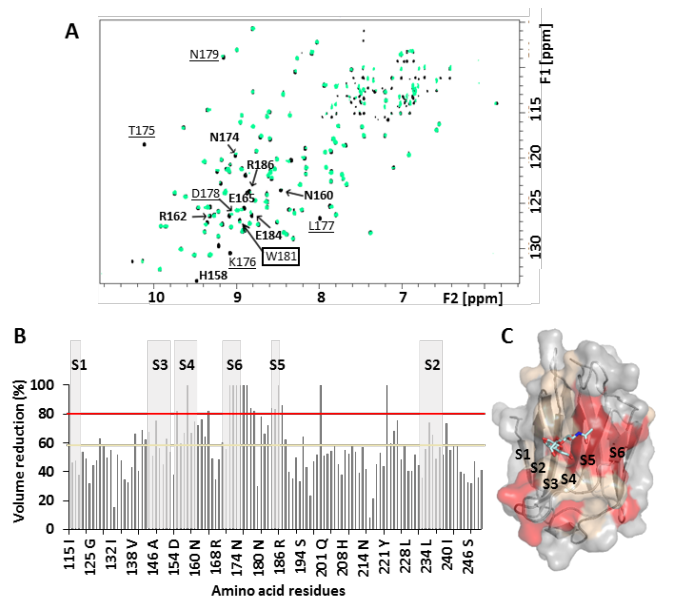 A
N179
T175
N174
R186
D178
E165
N160
R162
E184
L177
W181
K176
H158
115
120
125
130
F1 [ppm]
10 9 8 7
F2 [ppm]
B
S1 S3 S4 S6 S5 S2
Volume reduction (%)
100
80
60
40
20
0
115 I
125 G
132 I
138 V
146 A
154 D
160 N
168 R
174 N
180 N
186 R
194 S
201 Q
208 H
214 N
221 Y
228 L
234 L
240 I
246 S
Amino acid residues
C
S1
S2
S3
S4
S5
S6